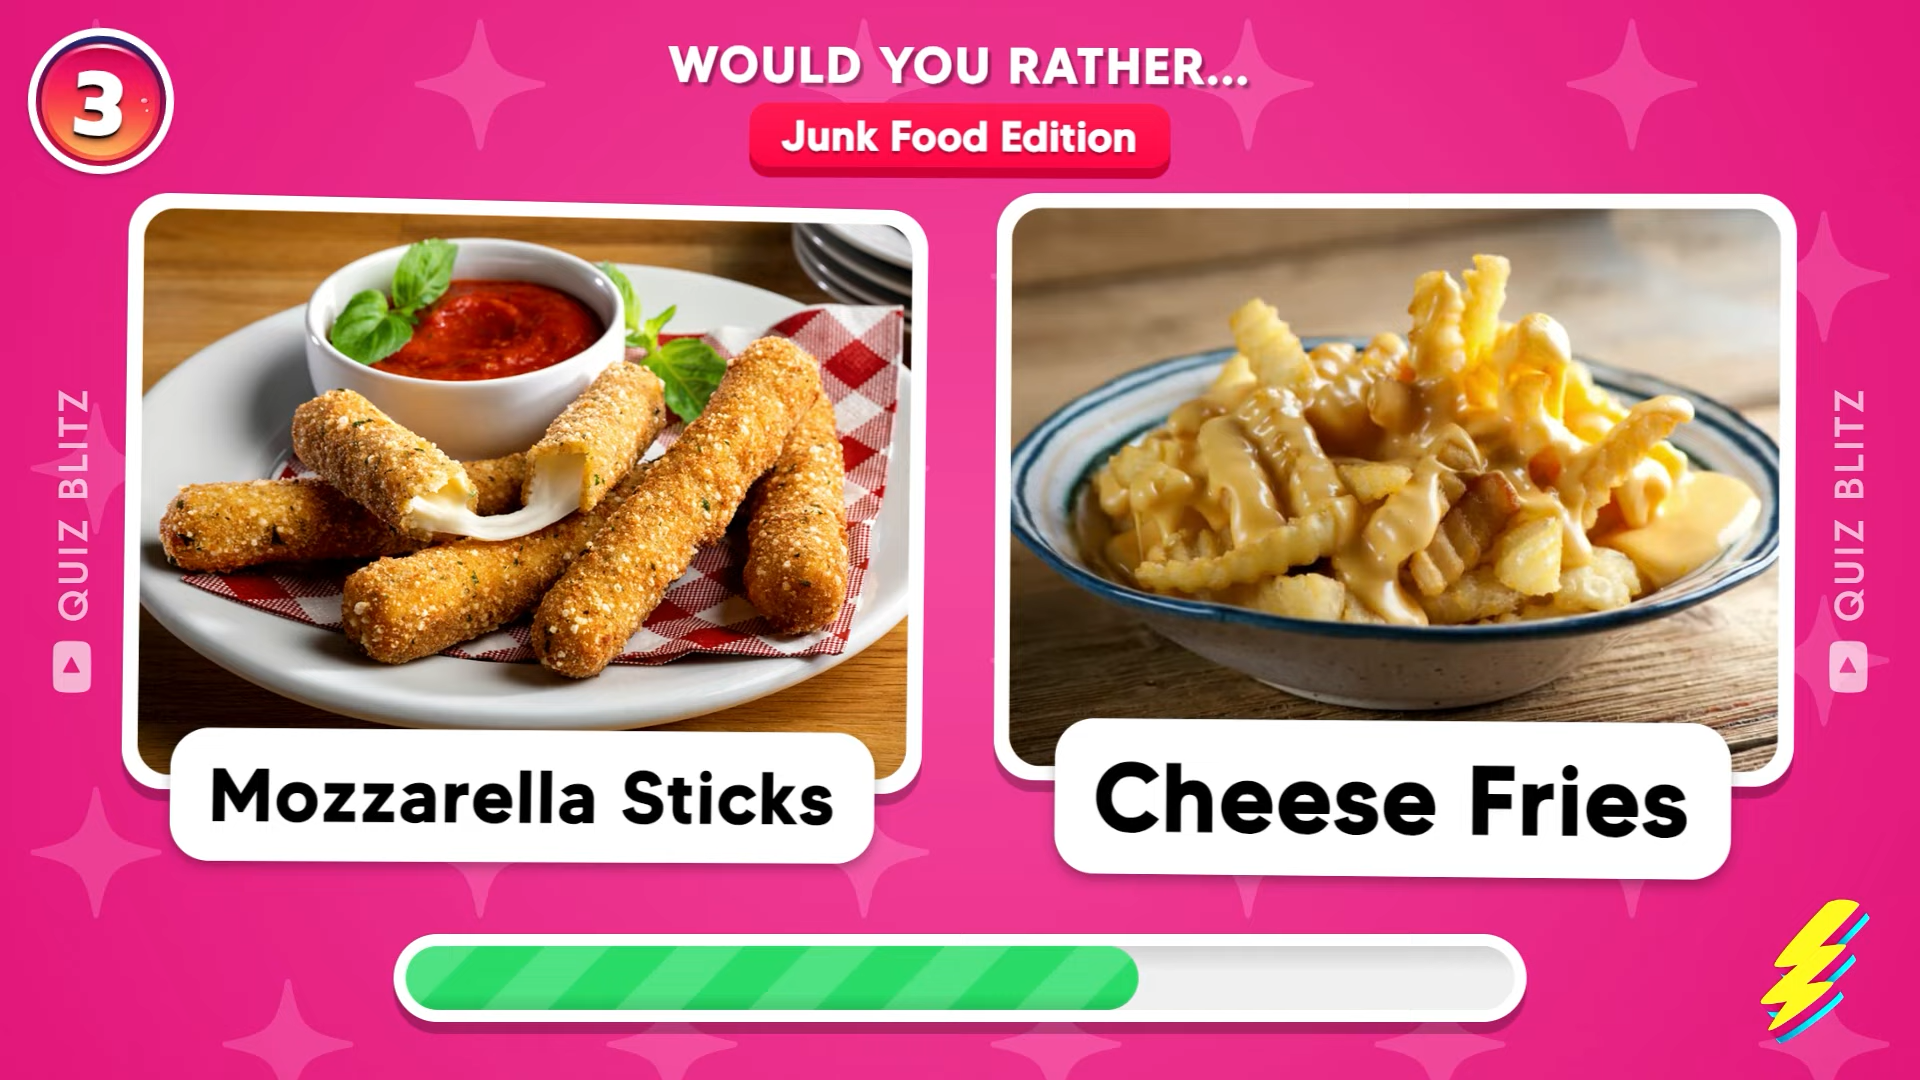 3
WOULD YOU RATHER...
Junk Food Edition
QUIZ BLITZ
QUIZ BLITZ
Mozzarella Sticks
Cheese Fries